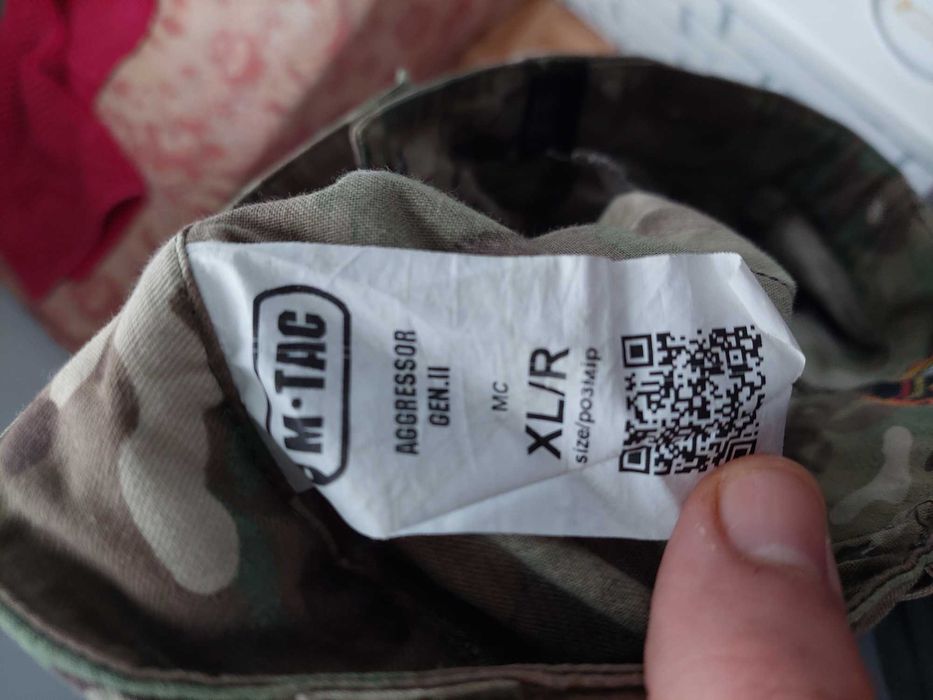 M·TAC
AGGRESSOR
GEN.II
MC
XL/R
size/розмір